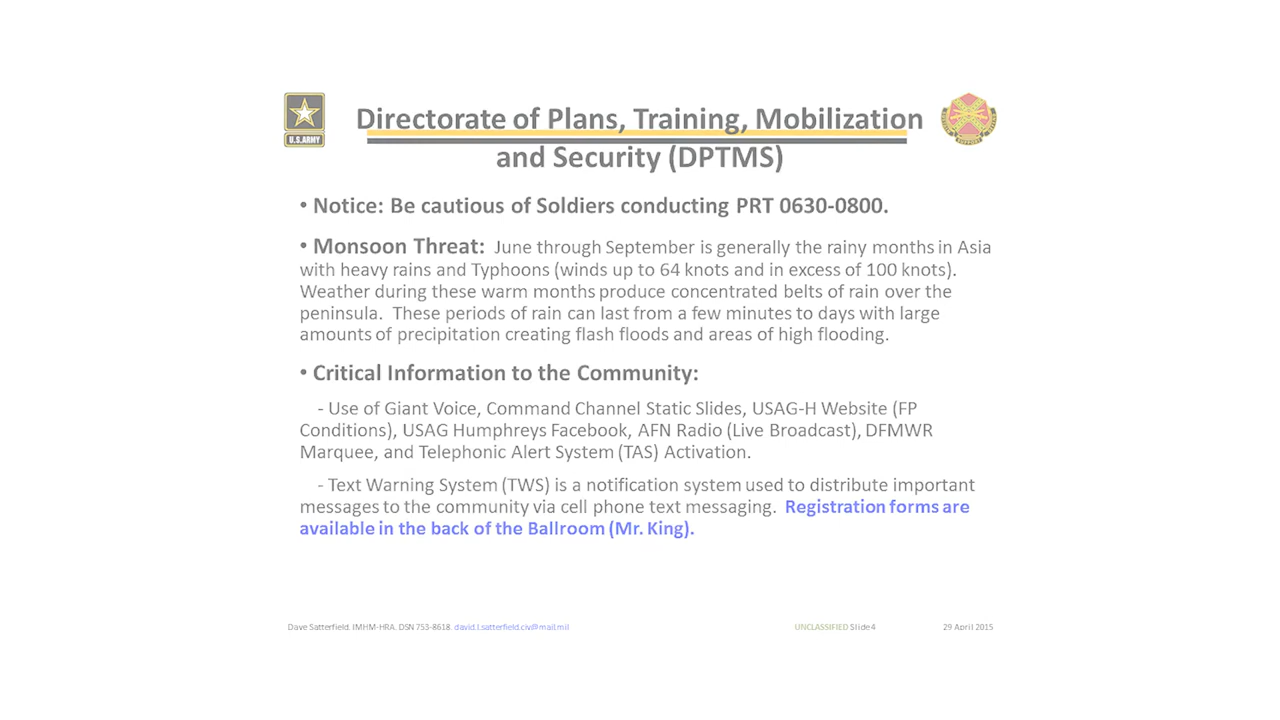 U.S.ARMY
Directorate of Plans, Training, Mobilization
and Security (DPTMS)
• Notice: Be cautious of Soldiers conducting PRT 0630-0800.
• Monsoon Threat: June through September is generally the rainy months in Asia
with heavy rains and Typhoons (winds up to 64 knots and in excess of 100 knots).
Weather during these warm months produce concentrated belts of rain over the
peninsula. These periods of rain can last from a few minutes to days with large
amounts of precipitation creating flash floods and areas of high flooding.
• Critical Information to the Community:
- Use of Giant Voice, Command Channel Static Slides, USAG-H Website (FP
Conditions), USAG Humphreys Facebook, AFN Radio (Live Broadcast), DFMWR
Marquee, and Telephonic Alert System (TAS) Activation.
- Text Warning System (TWS) is a notification system used to distribute important
messages to the community via cell phone text messaging. Registration forms are
available in the back of the Ballroom (Mr. King).
Dave Satterfield. IMHM-HRA. DSN 753-8618. david.l.satterfield.civ@mail.mil
UNCLASSIFIED Slide 4
29 April 2015